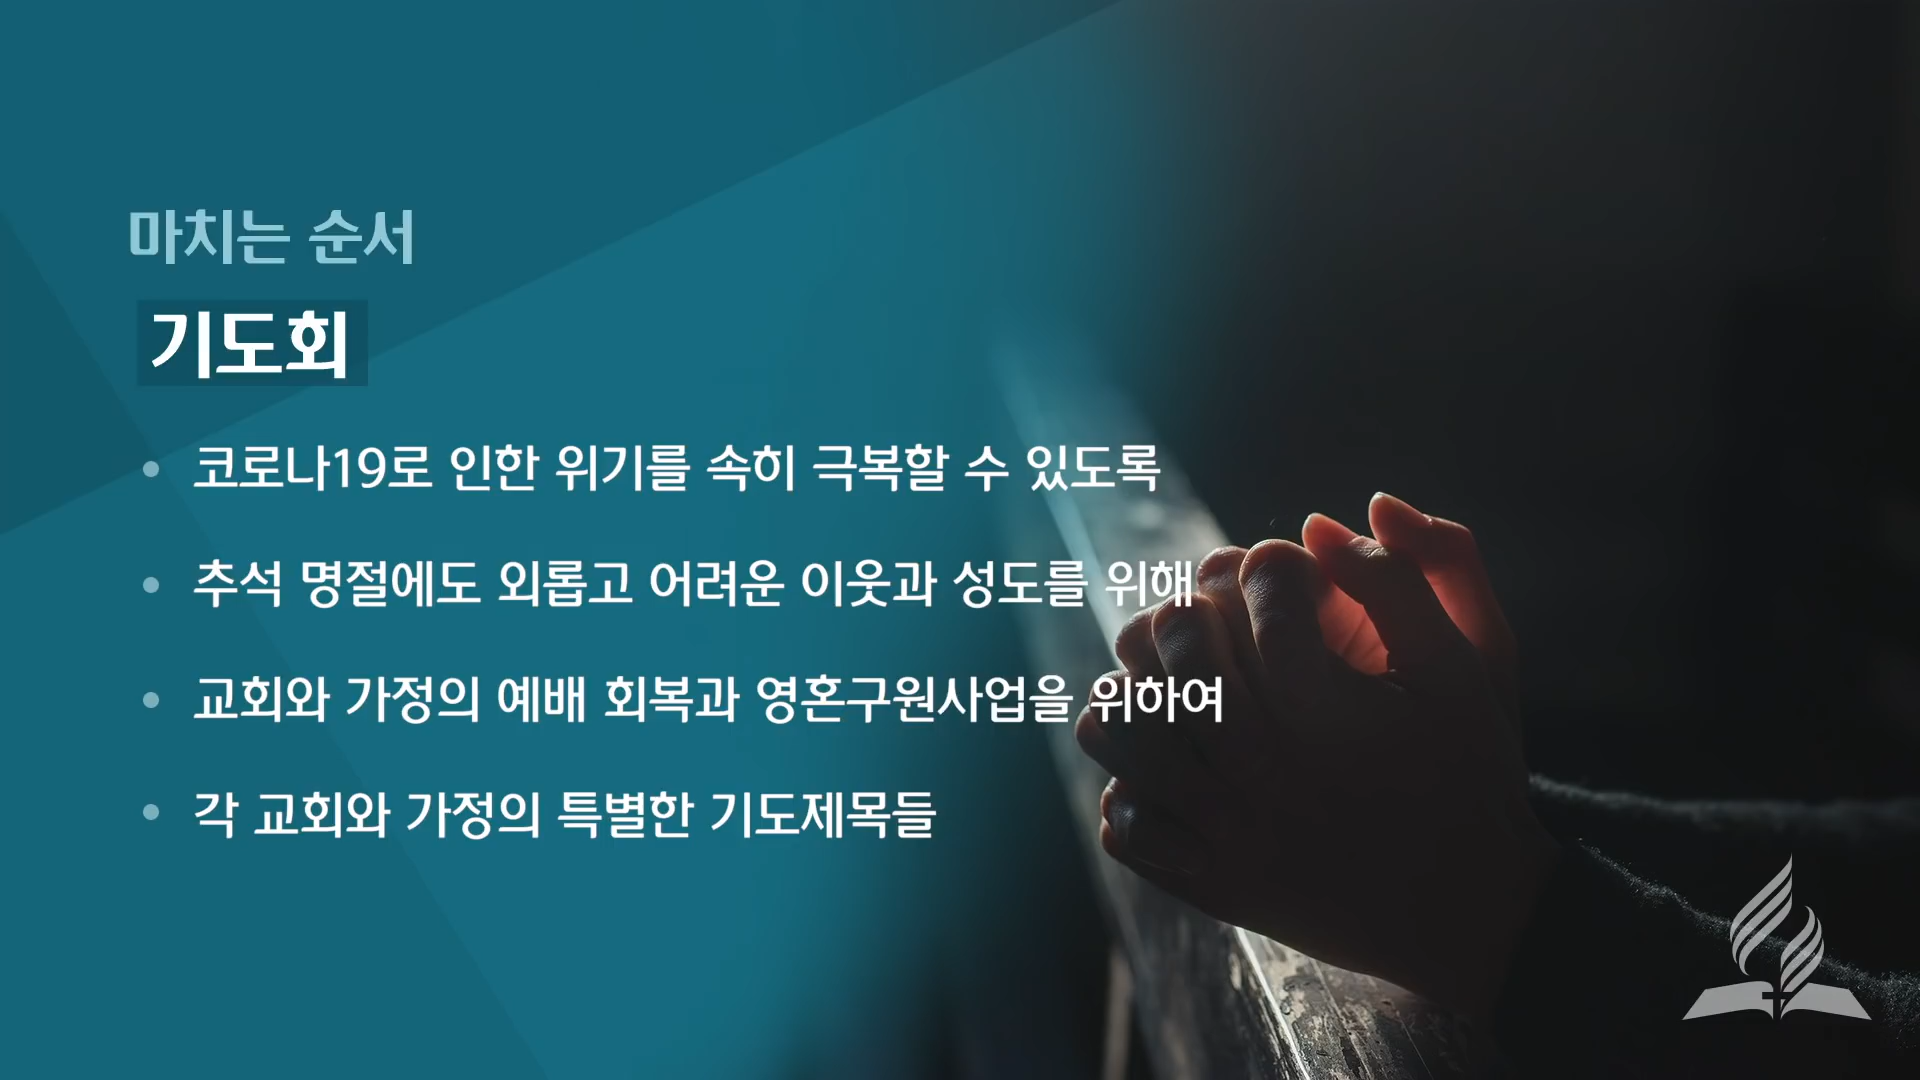 마치는 순서
기도회
• 코로나19로 인한 위기를 속히 극복할 수 있도록
• 추석 명절에도 외롭고 어려운 이웃과 성도를 위해
• 교회와 가정의 예배 회복과 영혼구원사업을 위하여
• 각 교회와 가정의 특별한 기도제목들